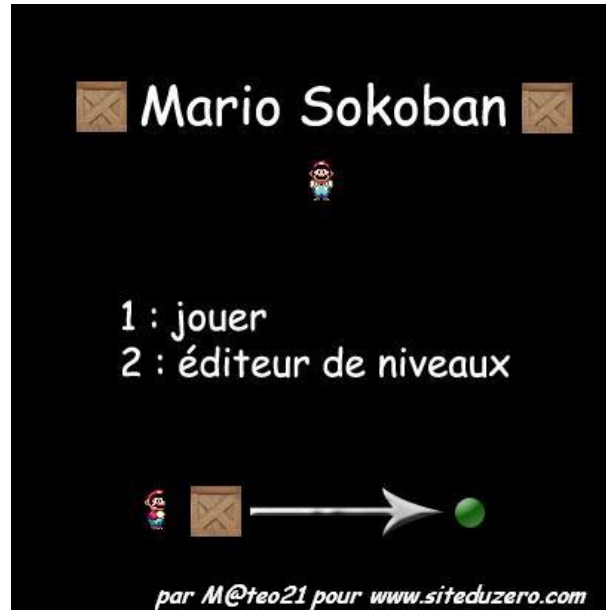 Mario Sokoban
1 : jouer
2 : éditeur de niveaux
par M@teo21 pour www.siteduzero.com